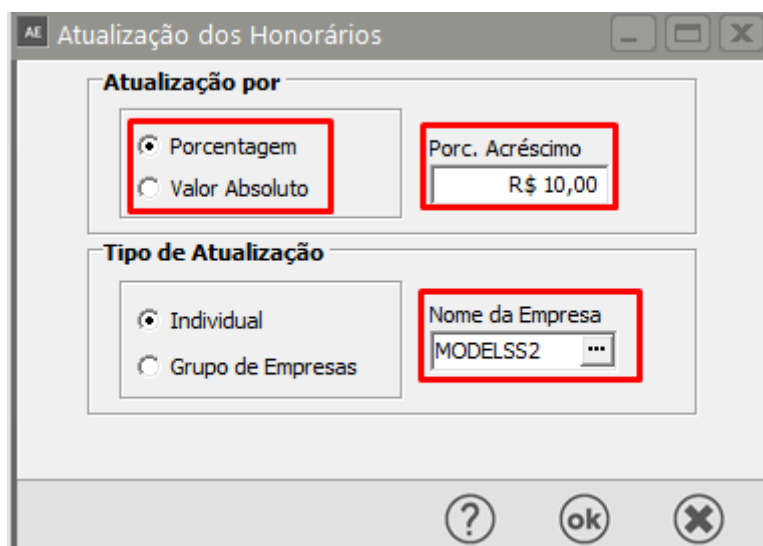 AE Atualização dos Honorários
Atualização por
Porcentagem
Valor Absoluto
Porc. Acréscimo
R$ 10,00
Tipo de Atualização
Individual
Grupo de Empresas
Nome da Empresa
MODELSS2 ...
? ok